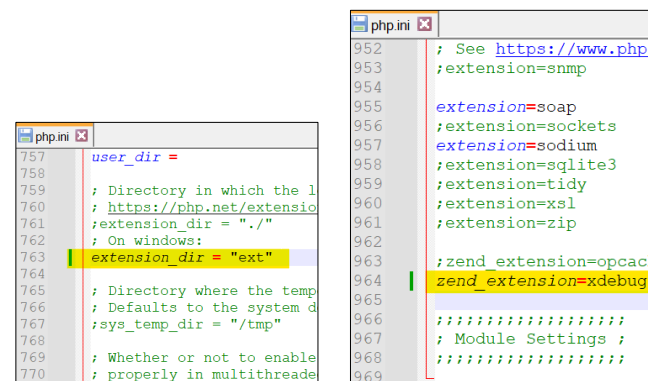 php.ini
757 user_dir =
758
759 ; Directory in which the l
760 ; https://php.net/extensio
761 ;extension_dir = "./"
762 ; On windows:
763 extension_dir = "ext"
764
765 ; Directory where the temp
766 ; Defaults to the system d
767 ;sys_temp_dir = "/tmp"
768
769 ; Whether or not to enable
770 ; properly in multithreade
php.ini
952 ; See https://www.php
953 ;extension=snmp
954
955 extension=soap
956 ;extension=sockets
957 extension=sodium
958 ;extension=sqlite3
959 ;extension=tidy
960 ;extension=xsl
961 ;extension=zip
962
963 ;zend_extension=opcac
964 zend_extension=xdebug
965
966 ;;;;;;;;;;;;;;;;;;;
967 ; Module Settings ;
968 ;;;;;;;;;;;;;;;;;;;
969